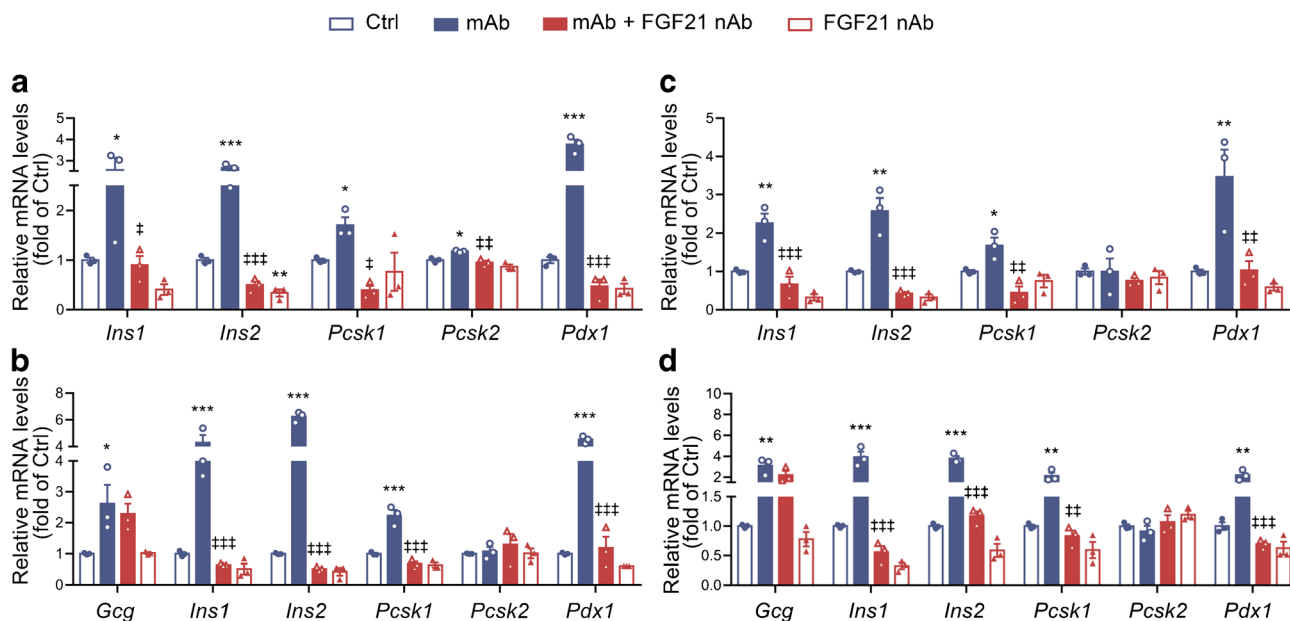 Ctrl mAb mAb + FGF21 nAb FGF21 nAb
a
Relative mRNA levels
(fold of Ctrl)
5
4
3
2
1
0
* *** * * ***
‡ ‡‡‡ ** ‡ ‡‡ ‡‡‡
Ins1 Ins2 Pcsk1 Pcsk2 Pdx1
b
Relative mRNA levels
(fold of Ctrl)
8
6
4
4
3
2
1
0
* *** *** *** ***
‡‡‡ ‡‡‡ ‡‡‡ ‡‡‡
Gcg Ins1 Ins2 Pcsk1 Pcsk2 Pdx1
c
Relative mRNA levels
(fold of Ctrl)
5
4
3
2
1
0
** ** * **
‡‡‡ ‡‡‡ ‡‡ ‡‡
Ins1 Ins2 Pcsk1 Pcsk2 Pdx1
d
Relative mRNA levels
(fold of Ctrl)
10
8
6
4
2
1.5
1.0
0.5
0.0
** *** *** ** **
‡‡‡ ‡‡‡ ‡‡ ‡‡‡
Gcg Ins1 Ins2 Pcsk1 Pcsk2 Pdx1